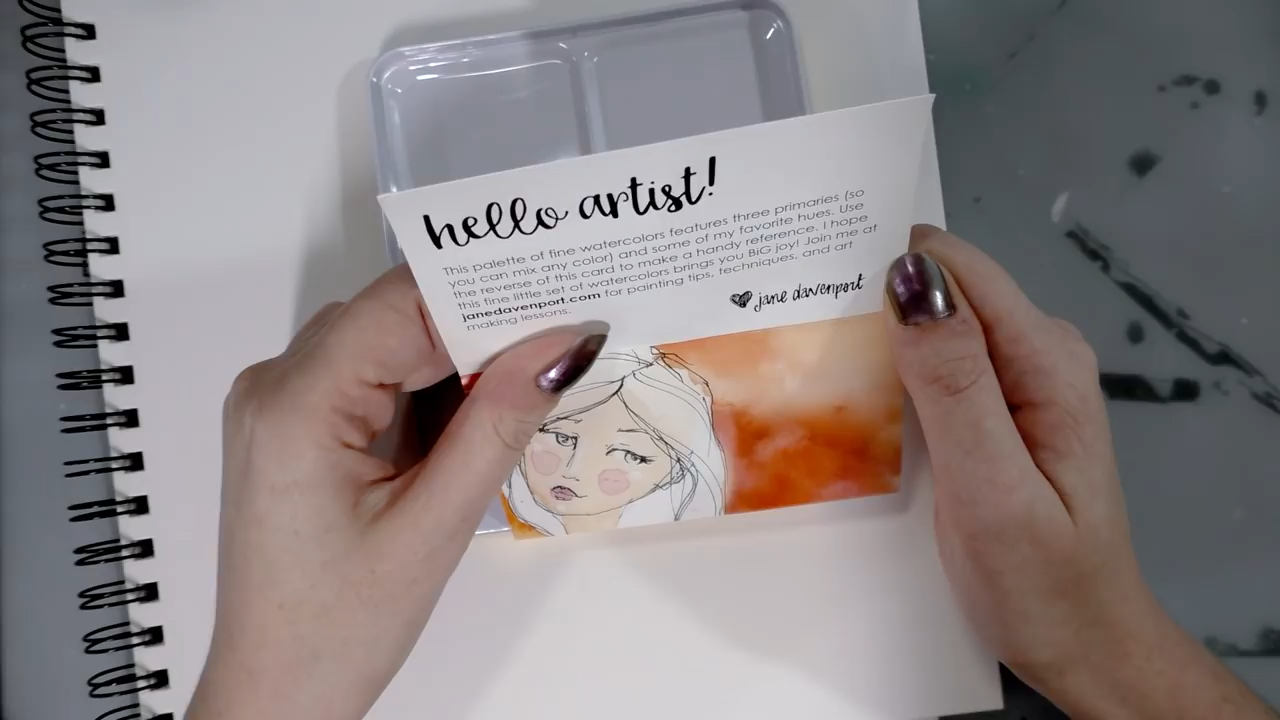 hello artist!
This palette of fine watercolors features three primaries (so
you can mix any color) and some of my favorite hues. Use
the reverse of this card to make a handy reference. I hope
this fine little set of watercolors brings you BiG joy! Join me at
janedavenport.com for painting tips, techniques, and art
making lessons.
jane davenport